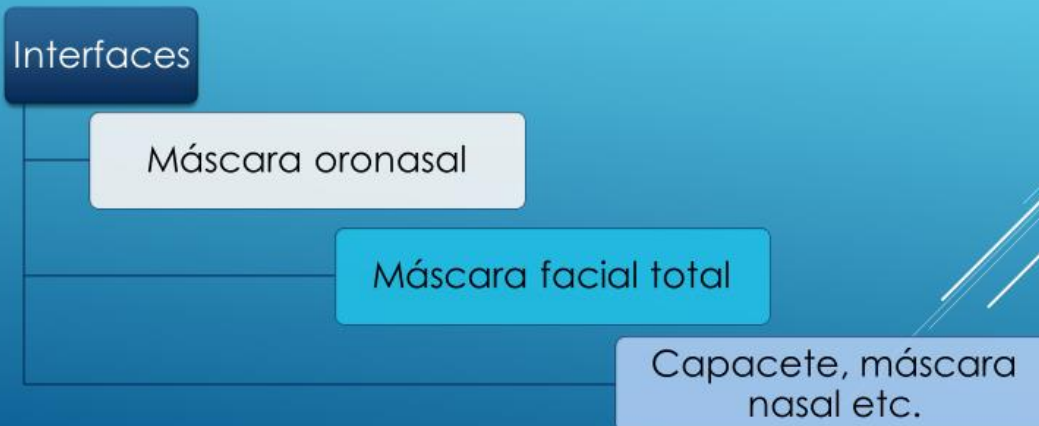 Interfaces
Máscara oronasal
Máscara facial total
Capacete, máscara
nasal etc.